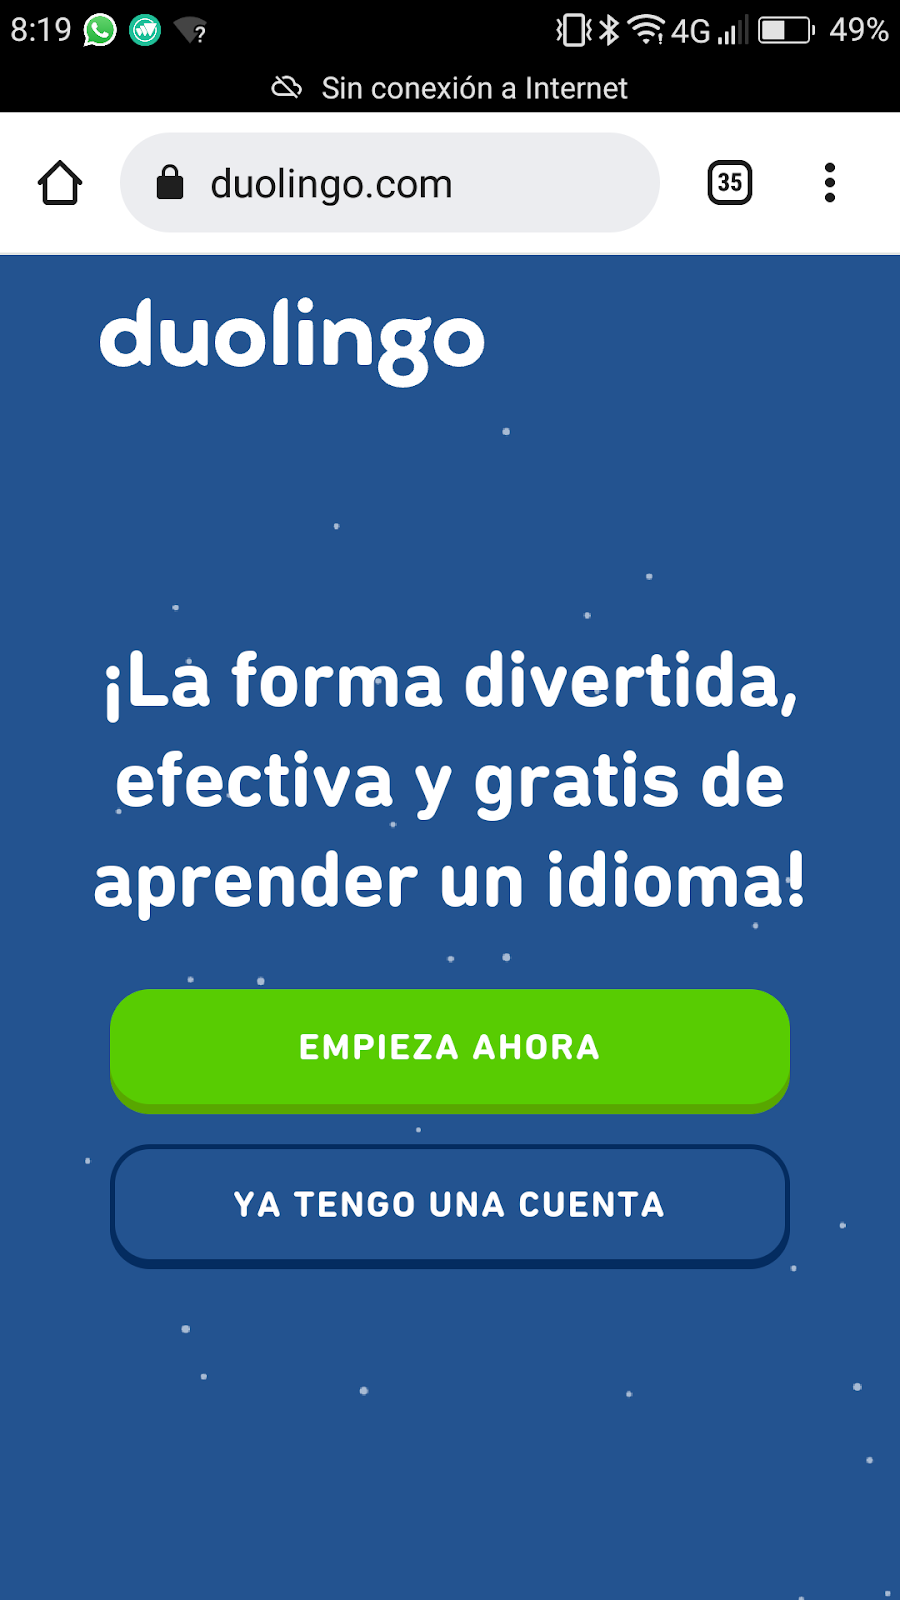 8:19 ? 4G 49%
Sin conexión a Internet
duolingo.com 35
duolingo
¡La forma divertida,
efectiva y gratis de
aprender un idioma!
EMPIEZA AHORA
YA TENGO UNA CUENTA